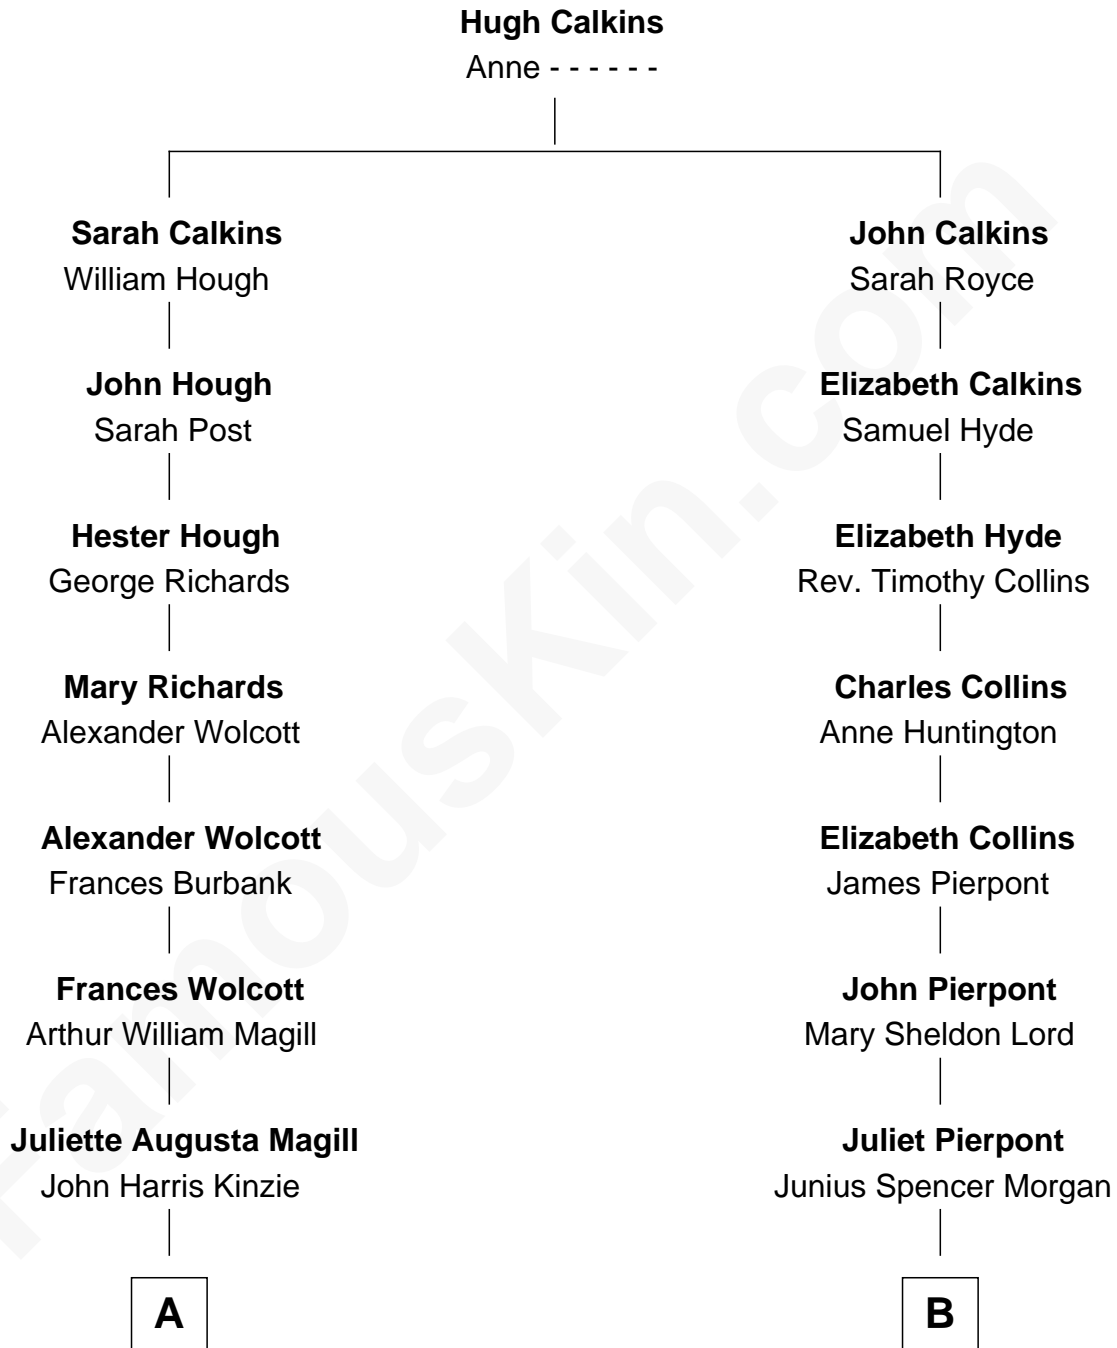 Hugh Calkins
Anne - - - - - -
Sarah Calkins
William Hough
John Calkins
Sarah Royce
John Hough
Sarah Post
Elizabeth Calkins
Samuel Hyde
Hester Hough
George Richards
Elizabeth Hyde
Rev. Timothy Collins
Mary Richards
Alexander Wolcott
Charles Collins
Anne Huntington
Alexander Wolcott
Frances Burbank
Elizabeth Collins
James Pierpont
Frances Wolcott
Arthur William Magill
John Pierpont
Mary Sheldon Lord
Juliette Augusta Magill
John Harris Kinzie
Juliet Pierpont
Junius Spencer Morgan
A
B
FamousKin.com